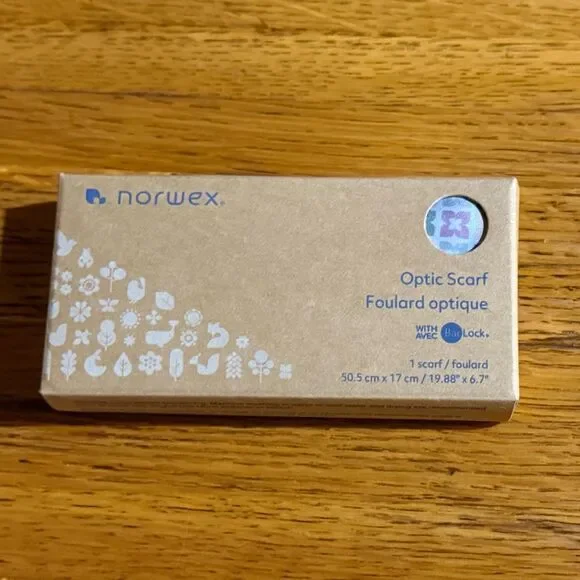 norwex®
Optic Scarf
Foulard optique
WITH
AVEC
BacLock®
1 scarf / foulard
50.5 cm x 17 cm / 19.88" x 6.7"